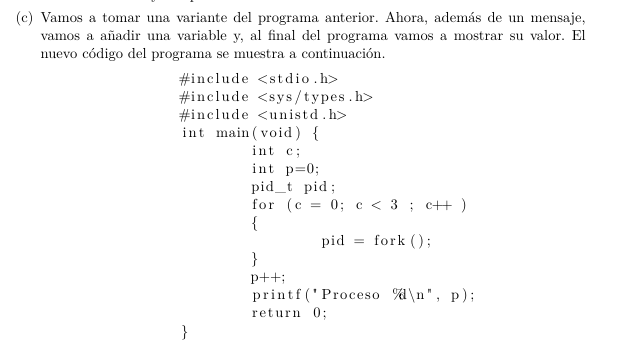 (c) Vamos a tomar una variante del programa anterior. Ahora, además de un mensaje,
vamos a añadir una variable y, al final del programa vamos a mostrar su valor. El
nuevo código del programa se muestra a continuación.
#include <stdio.h>
#include <sys/types.h>
#include <unistd.h>
int main(void) {
int c;
int p=0;
pid_t pid;
for (c = 0; c < 3 ; c++ )
{
pid = fork();
}
p++;
printf("Proceso %d\n", p);
return 0;
}